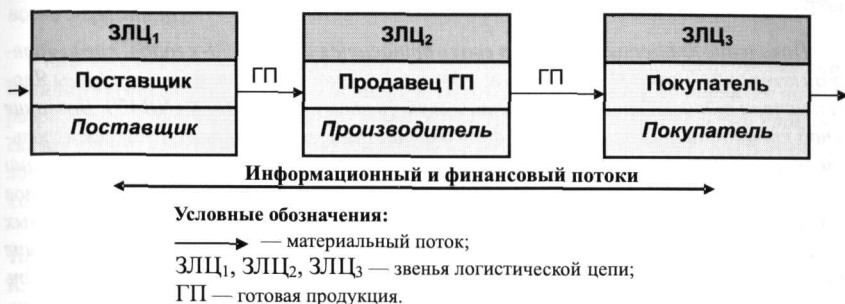 ЗЛЦ₁ ЗЛЦ₂ ЗЛЦ₃
Поставщик ГП Продавец ГП ГП Покупатель
Поставщик Производитель Покупатель
Информационный и финансовый потоки
Условные обозначения:
— материальный поток;
ЗЛЦ₁, ЗЛЦ₂, ЗЛЦ₃ — звенья логистической цепи;
ГП — готовая продукция.